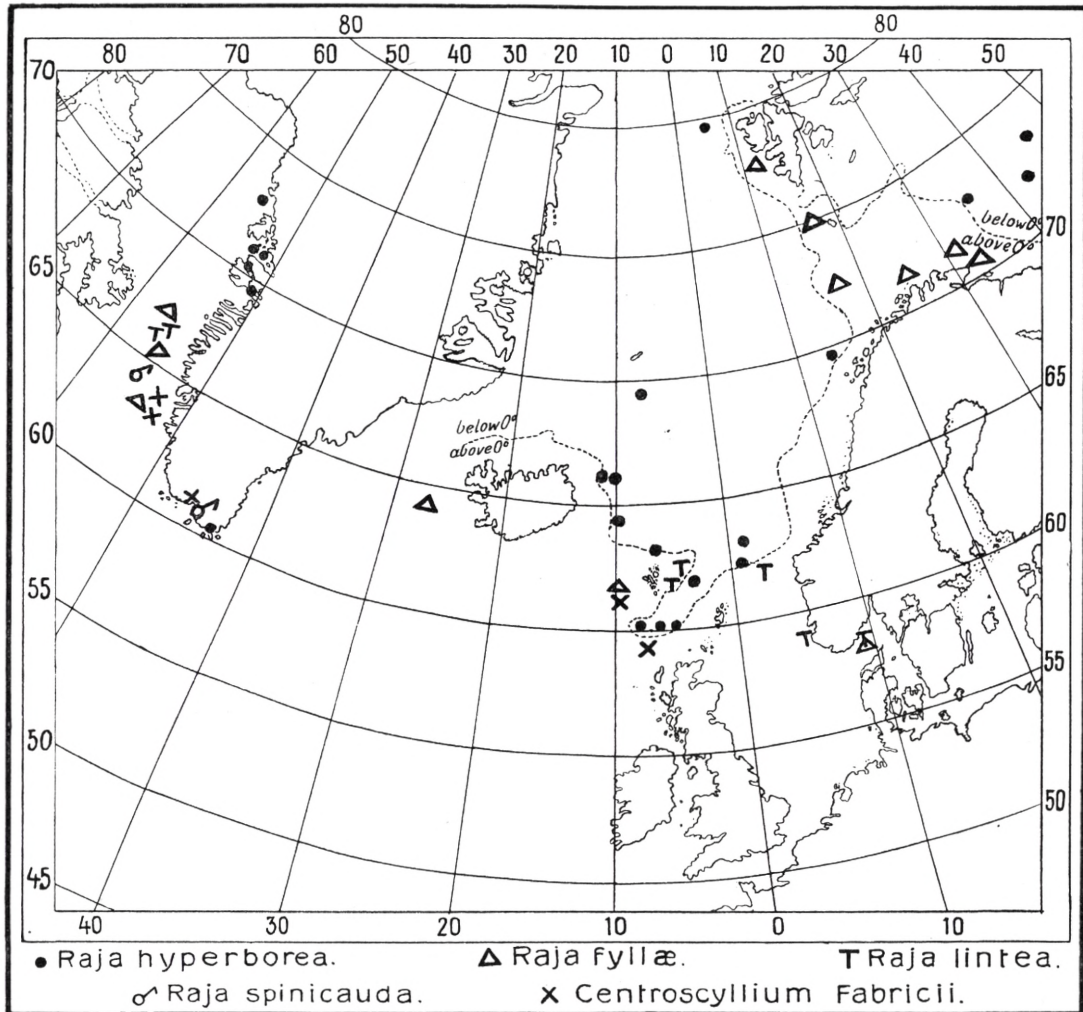 80 80
80 70 60 50 40 30 20 10 0 10 20 30 40 50
70
65
60
55
50
45
70
65
60
55
50
below 0°
above 0°
below 0°
above 0°
40 30 20 10 0 10
Raja hyperborea. Raja fyllæ. Raja lintea.
Raja spinicauda. Centroscyllium Fabricii.